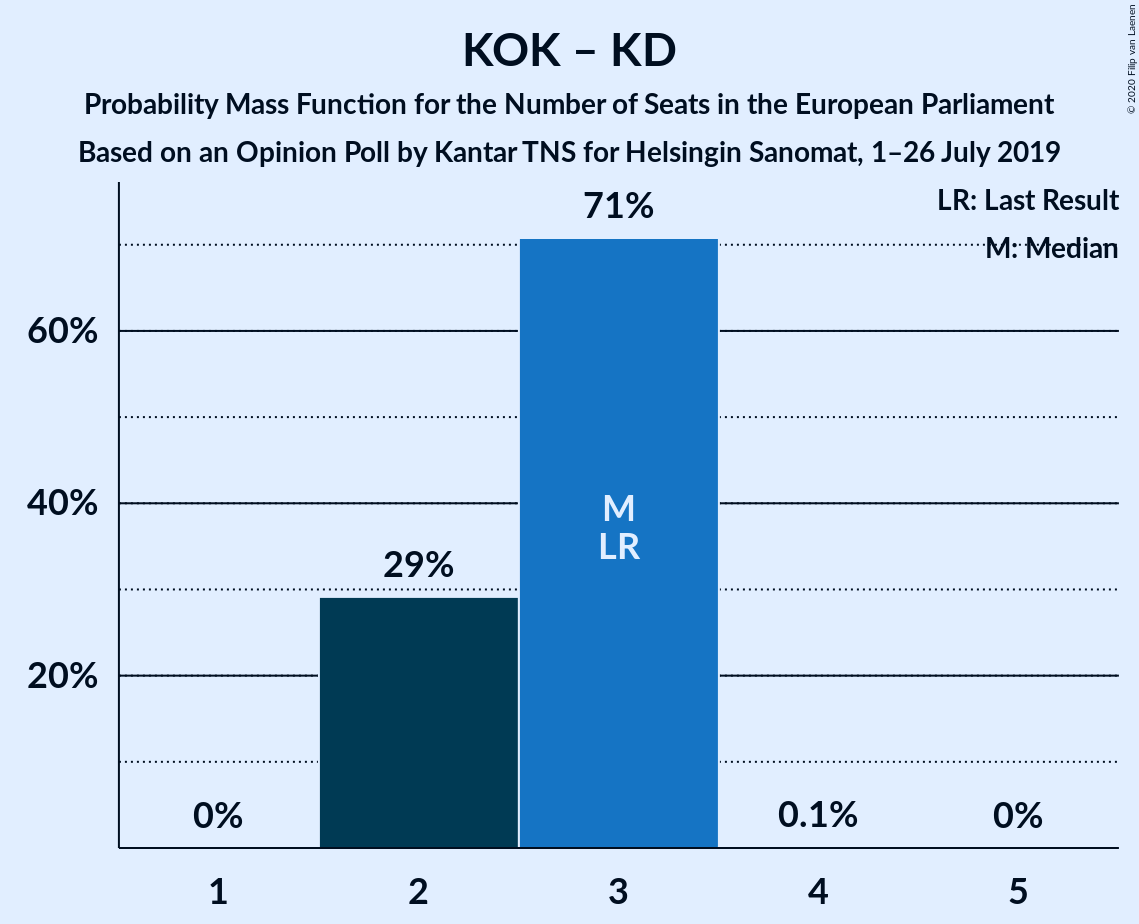 KOK – KD
Probability Mass Function for the Number of Seats in the European Parliament
Based on an Opinion Poll by Kantar TNS for Helsingin Sanomat, 1–26 July 2019
© 2020 Filip van Laenen
LR: Last Result
M: Median
71%
60%
40%
M
LR
29%
20%
0%
0.1%
0%
1
2
3
4
5